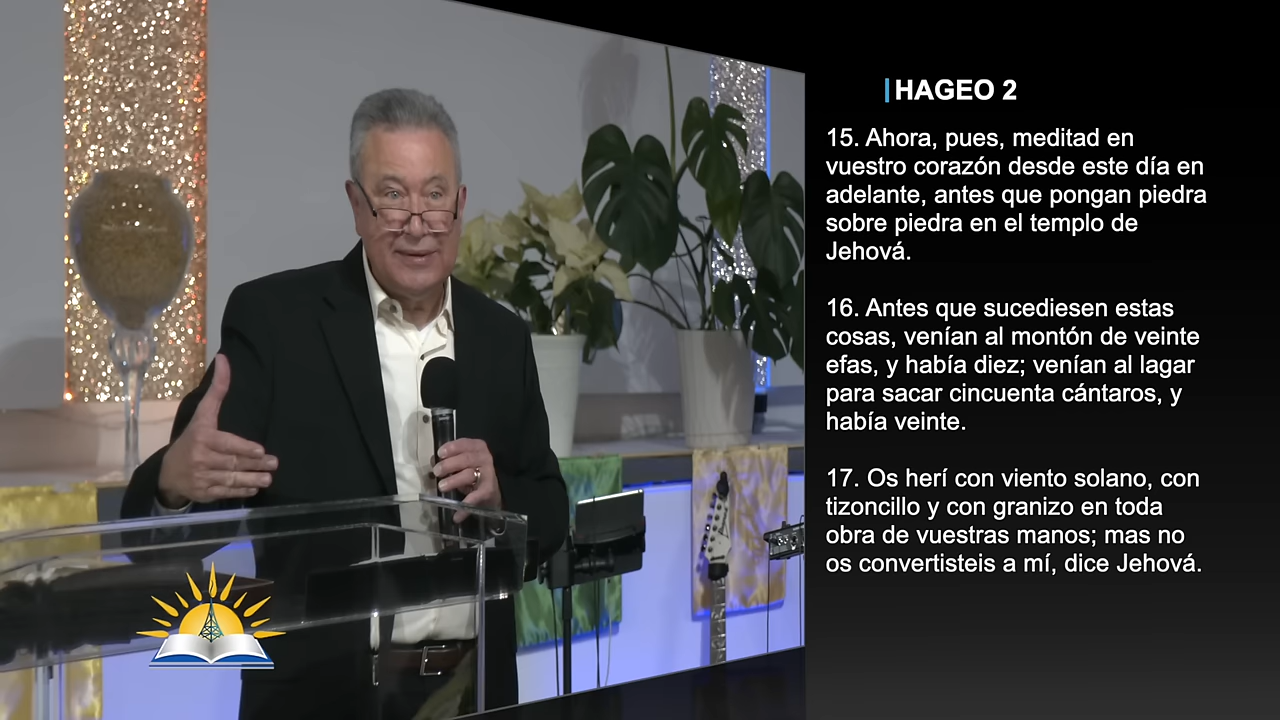 HAGEO 2
15. Ahora, pues, meditad en
vuestro corazón desde este día en
adelante, antes que pongan piedra
sobre piedra en el templo de
Jehová.
16. Antes que sucediesen estas
cosas, venían al montón de veinte
efas, y había diez; venían al lagar
para sacar cincuenta cántaros, y
había veinte.
17. Os herí con viento solano, con
tizoncillo y con granizo en toda
obra de vuestras manos; mas no
os convertisteis a mí, dice Jehová.